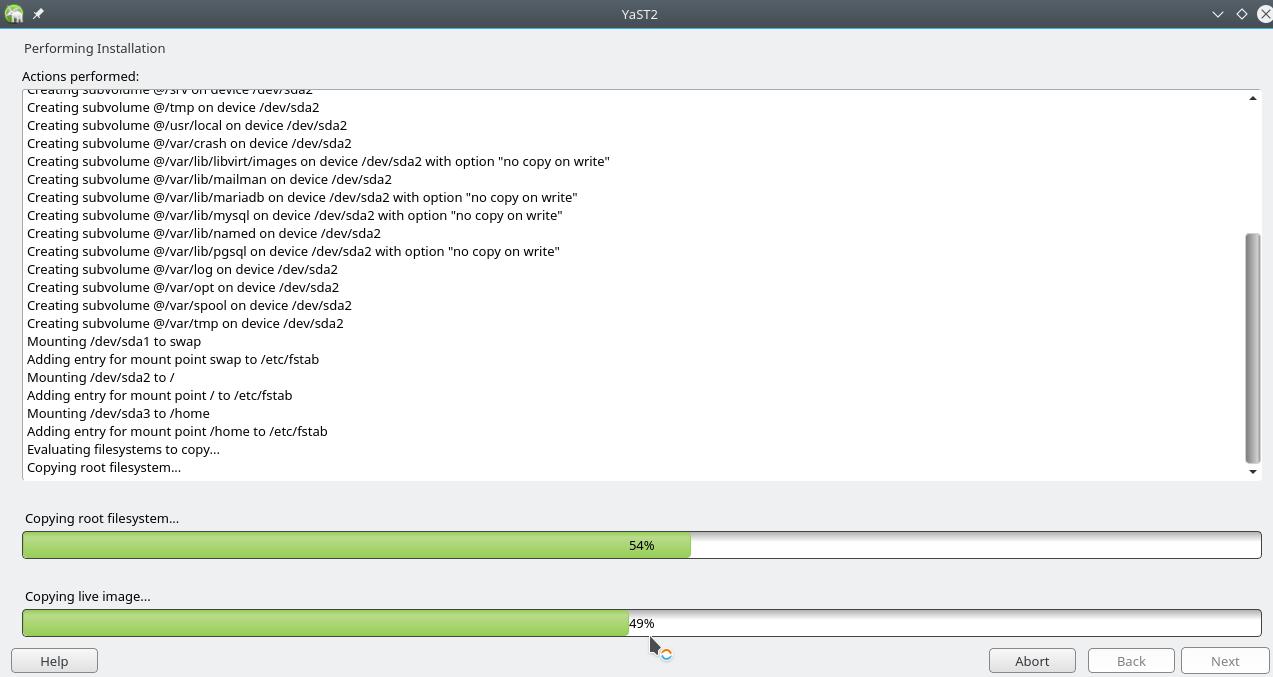 YaST2
Performing Installation
Actions performed:
Creating subvolume @/srv on device /dev/sda2
Creating subvolume @/tmp on device /dev/sda2
Creating subvolume @/usr/local on device /dev/sda2
Creating subvolume @/var/crash on device /dev/sda2
Creating subvolume @/var/lib/libvirt/images on device /dev/sda2 with option "no copy on write"
Creating subvolume @/var/lib/mailman on device /dev/sda2
Creating subvolume @/var/lib/mariadb on device /dev/sda2 with option "no copy on write"
Creating subvolume @/var/lib/mysql on device /dev/sda2 with option "no copy on write"
Creating subvolume @/var/lib/named on device /dev/sda2
Creating subvolume @/var/lib/pgsql on device /dev/sda2 with option "no copy on write"
Creating subvolume @/var/log on device /dev/sda2
Creating subvolume @/var/opt on device /dev/sda2
Creating subvolume @/var/spool on device /dev/sda2
Creating subvolume @/var/tmp on device /dev/sda2
Mounting /dev/sda1 to swap
Adding entry for mount point swap to /etc/fstab
Mounting /dev/sda2 to /
Adding entry for mount point / to /etc/fstab
Mounting /dev/sda3 to /home
Adding entry for mount point /home to /etc/fstab
Evaluating filesystems to copy...
Copying root filesystem...
Copying root filesystem...
54%
Copying live image...
49%
Help
Abort
Back
Next